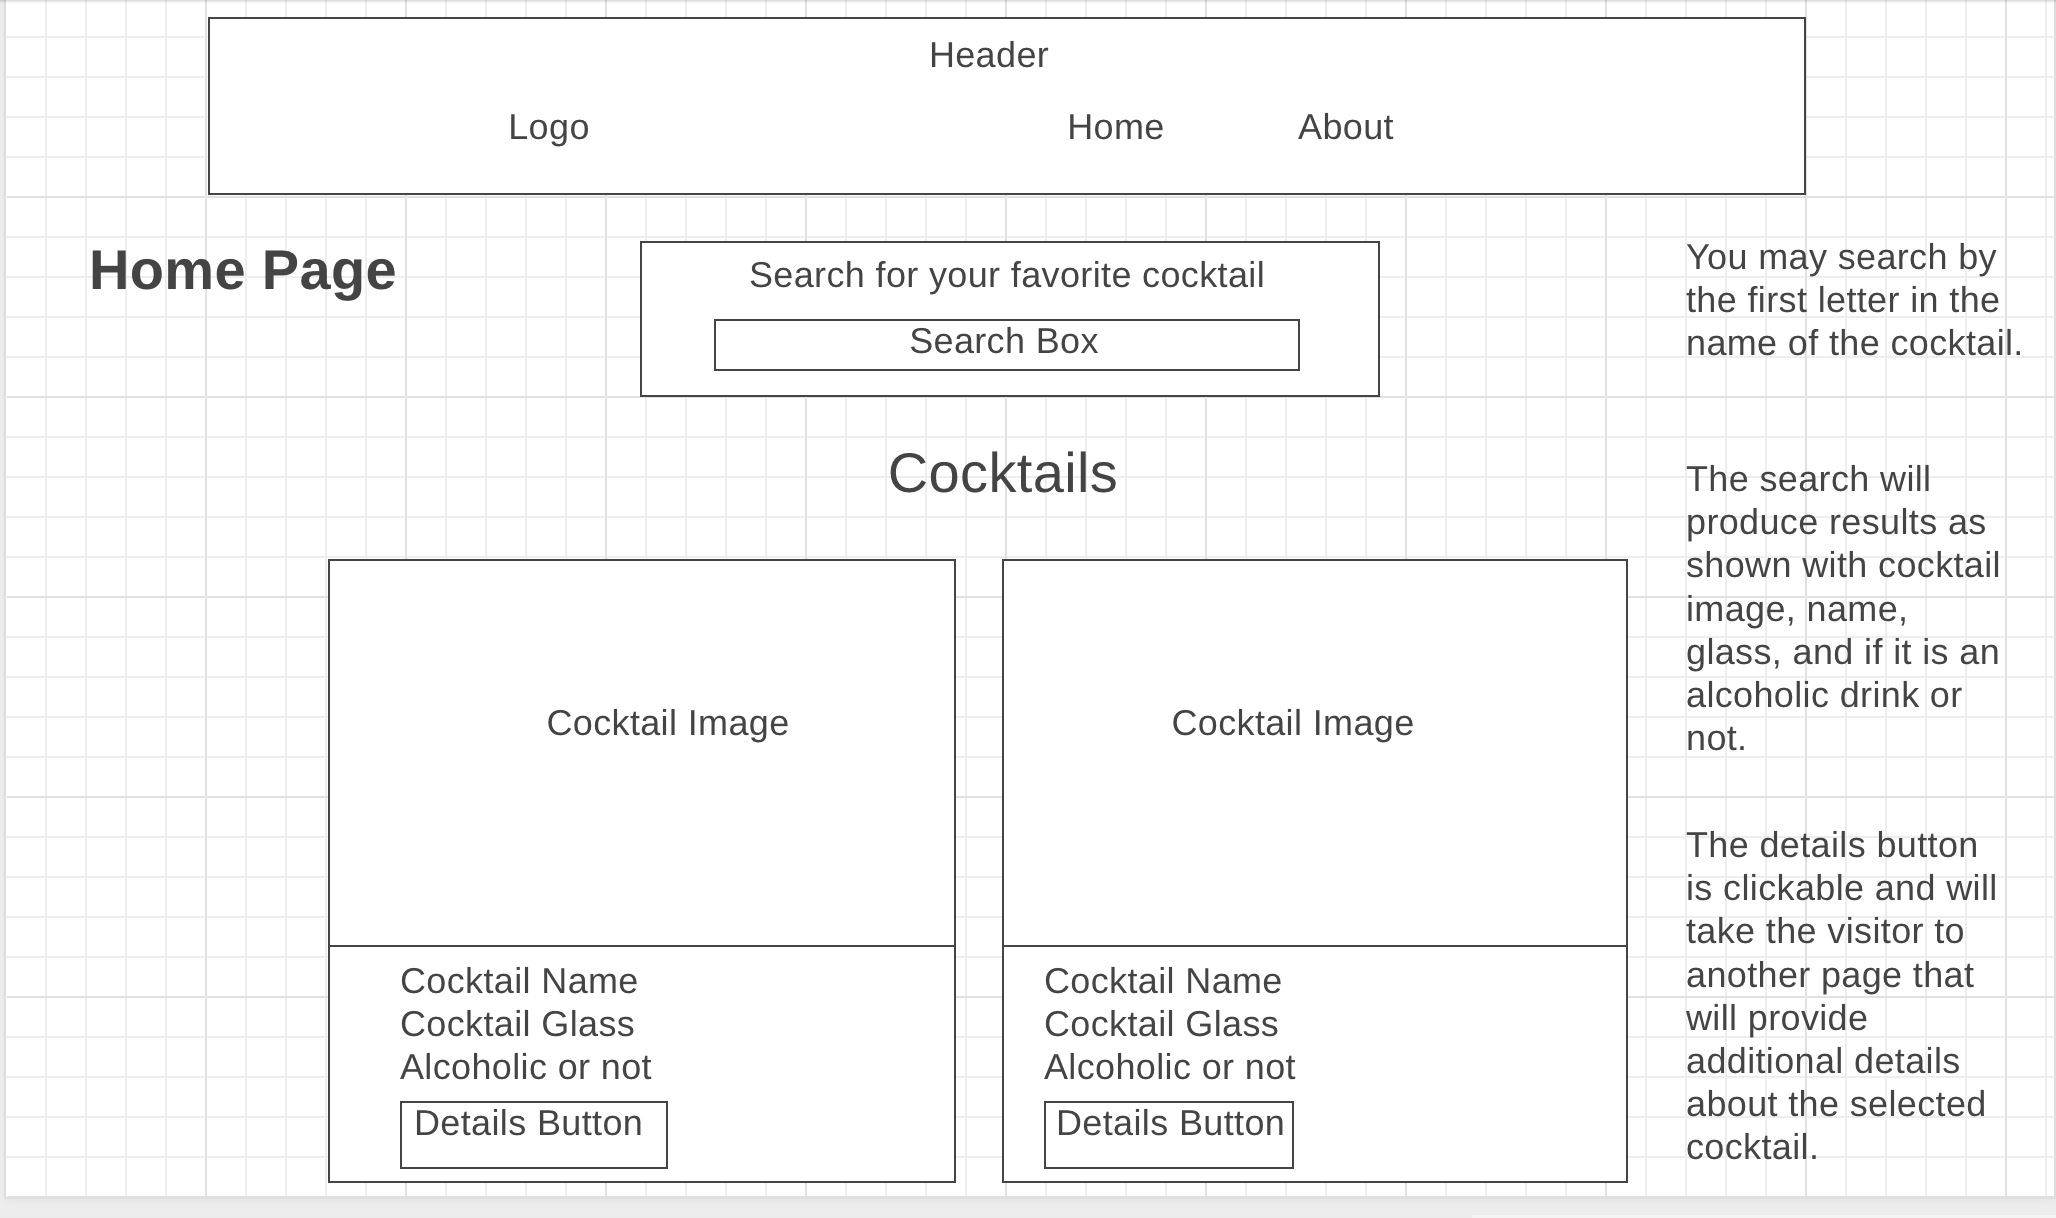 Header
Logo Home About
Home Page
Search for your favorite cocktail
Search Box
You may search by
the first letter in the
name of the cocktail.
Cocktails
The search will
produce results as
shown with cocktail
image, name,
glass, and if it is an
alcoholic drink or
not.
Cocktail Image
Cocktail Name
Cocktail Glass
Alcoholic or not
Details Button
Cocktail Image
Cocktail Name
Cocktail Glass
Alcoholic or not
Details Button
The details button
is clickable and will
take the visitor to
another page that
will provide
additional details
about the selected
cocktail.